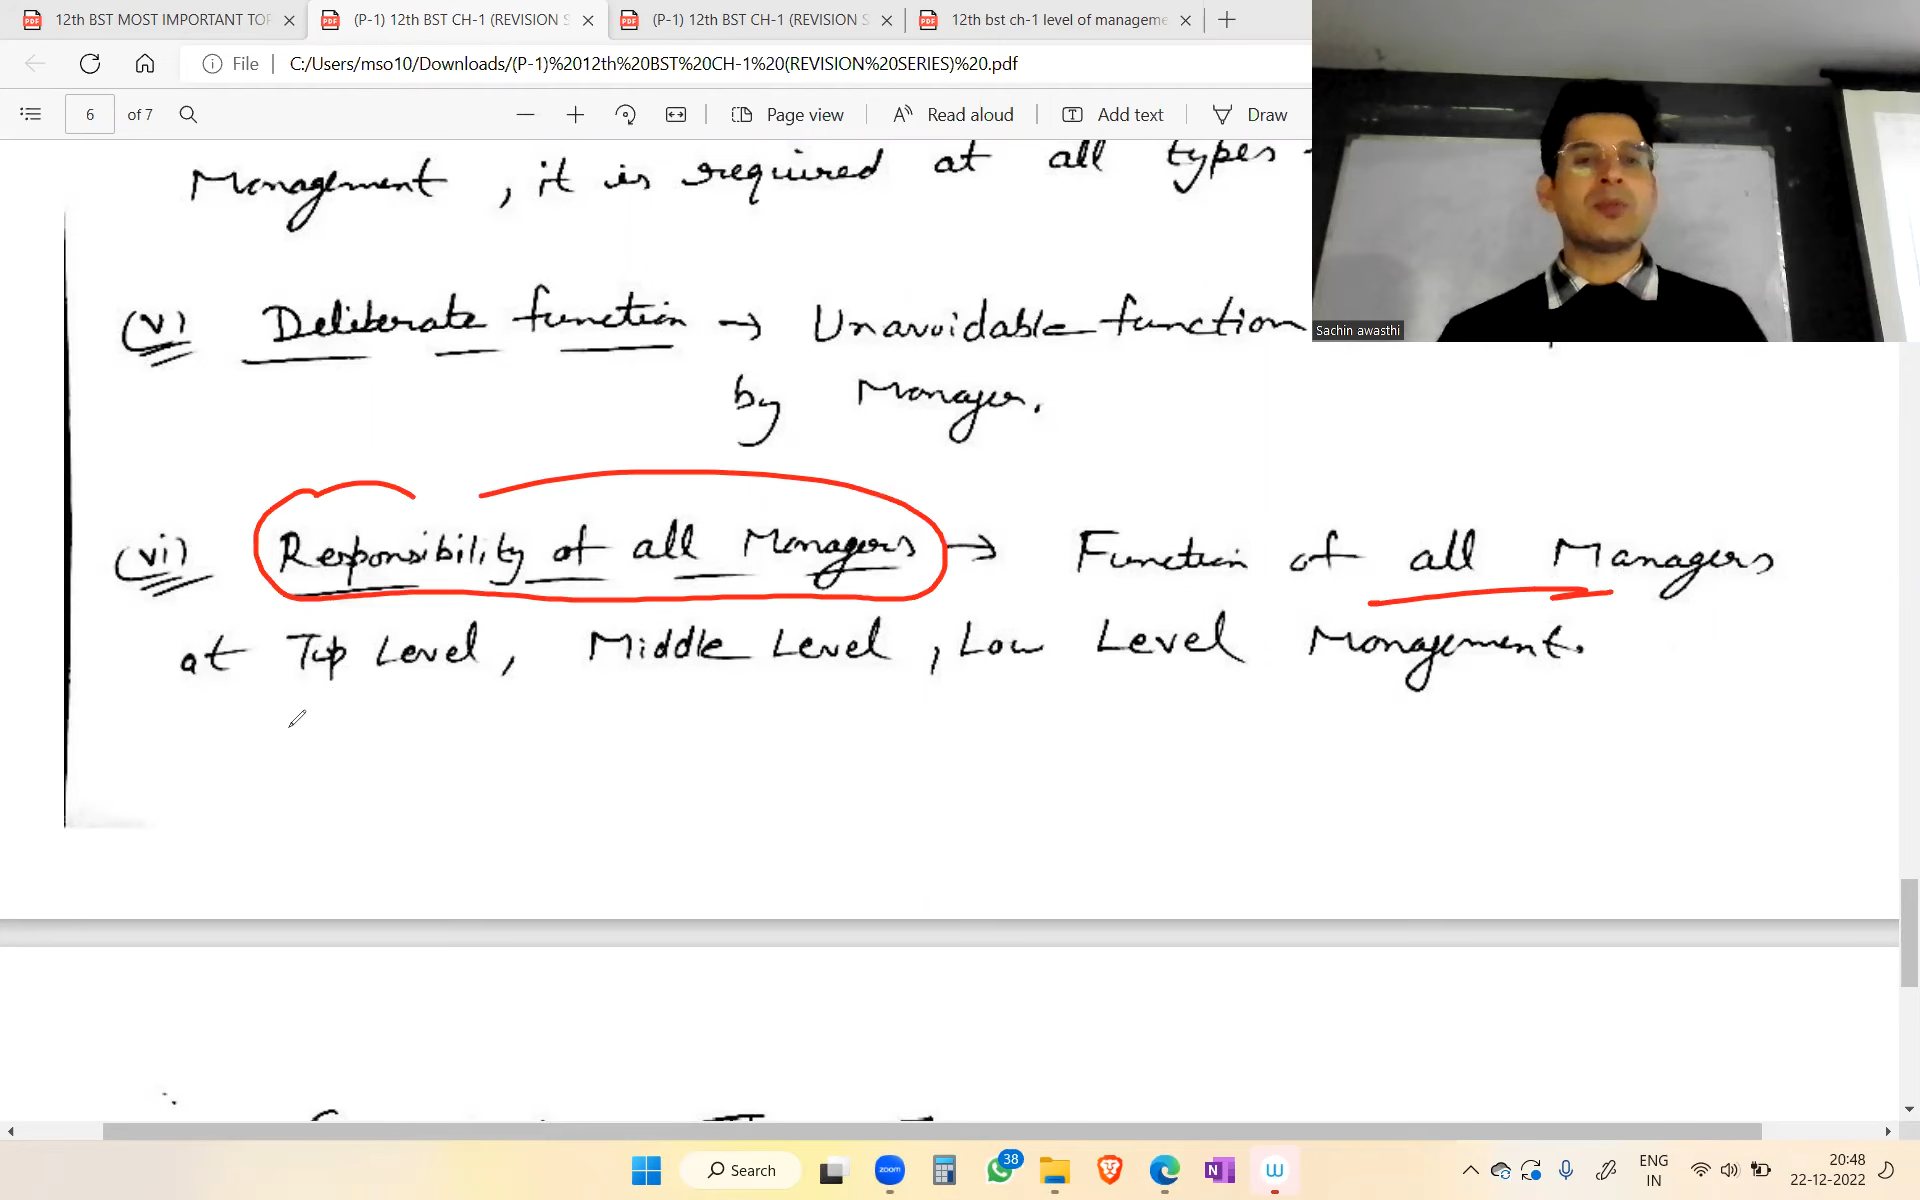 12th BST MOST IMPORTANT TOP
(P-1) 12th BST CH-1 (REVISION S
(P-1) 12th BST CH-1 (REVISION S
12th bst ch-1 level of manageme
File
C:/Users/mso10/Downloads/(P-1)%2012th%20BST%20CH-1%20(REVISION%20SERIES)%20.pdf
6 of 7
Page view
Read aloud
Add text
Draw
Management, it is required at all types
(v) Deliberate function → Unavoidable function
by Manager.
(vi) Responsibility of all Managers → Function of all Managers
at Top Level, Middle Level, Low Level Management.
Sachin awasthi
Search
zoom
38
N
W
ENG
IN
20:48
22-12-2022